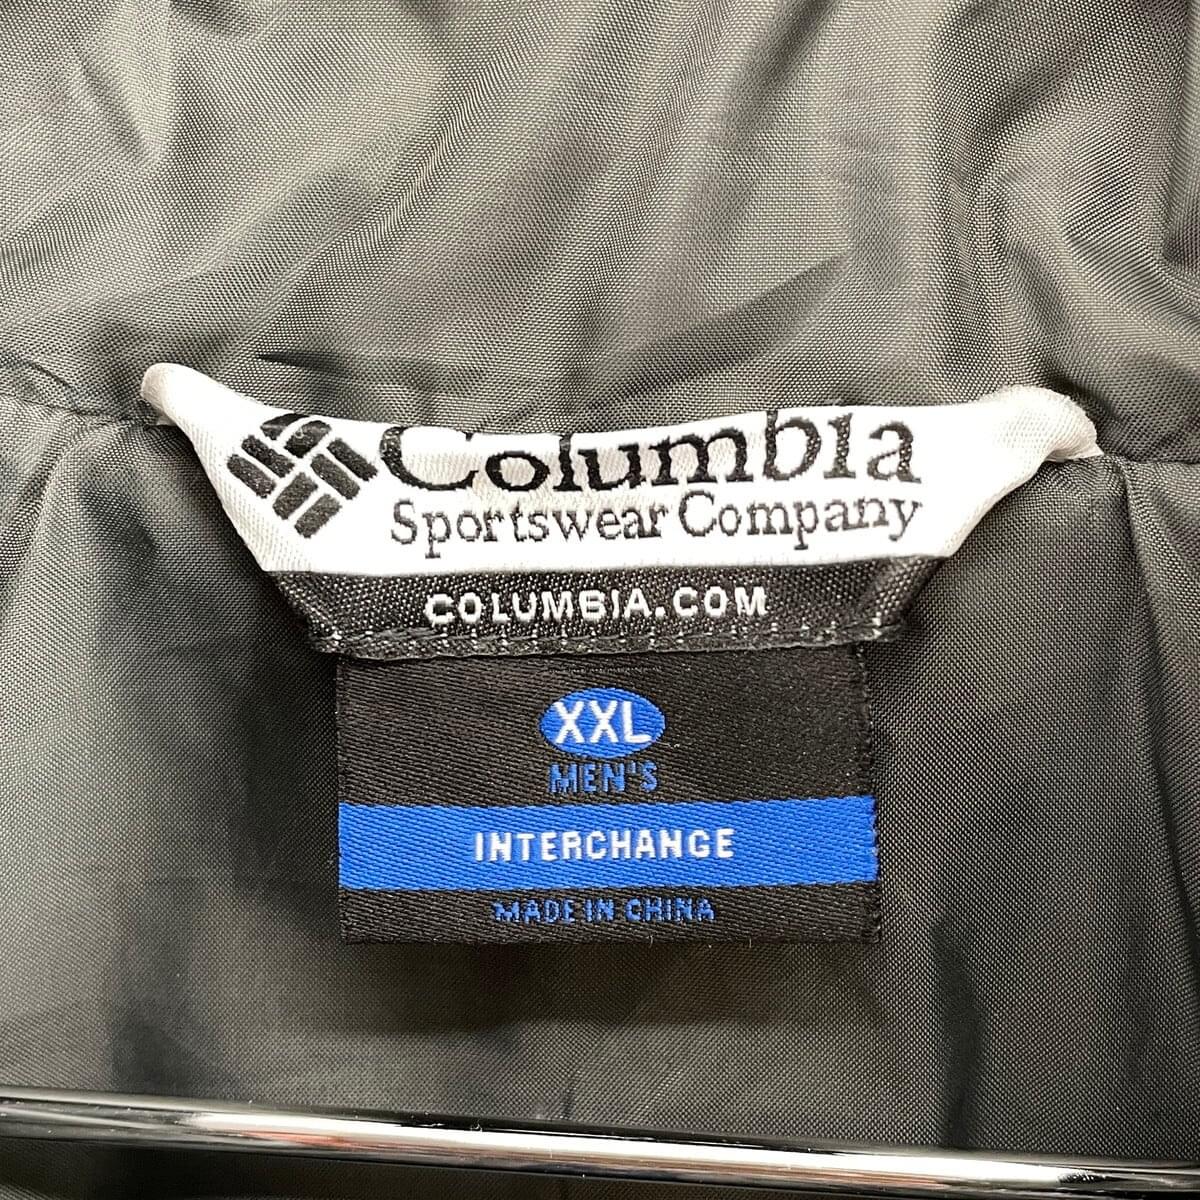 Columbia
Sportswear Company
COLUMBIA.COM
XXL
MEN'S
INTERCHANGE
MADE IN CHINA